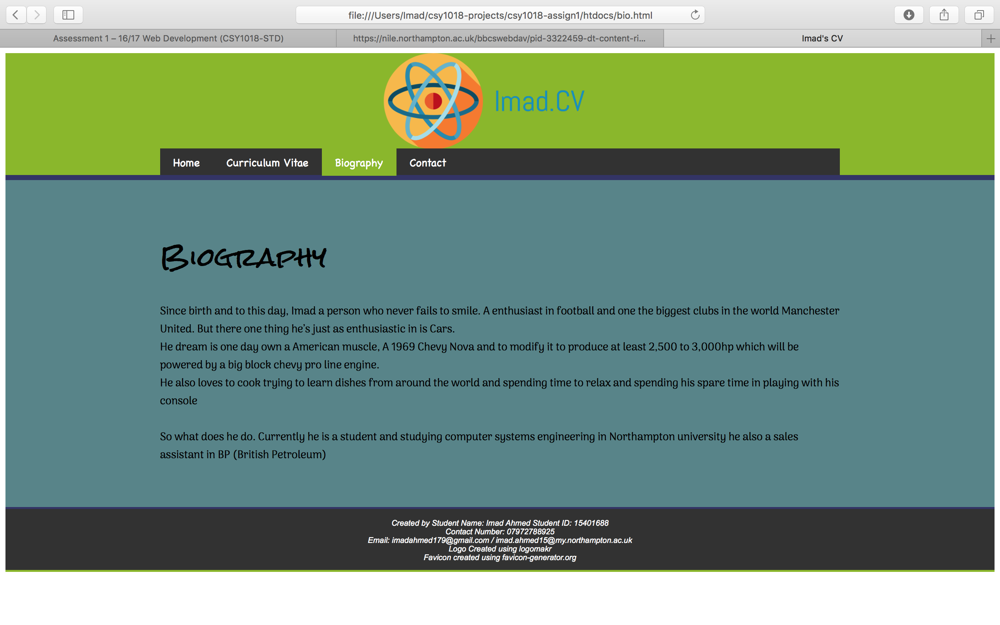 file:///Users/Imad/csy1018-projects/csy1018-assign1/htdocs/bio.html
Assessment 1 – 16/17 Web Development (CSY1018-STD)
https://nile.northampton.ac.uk/bbcswebdav/pid-3322459-dt-content-ri...
Imad's CV
Imad.CV
Home
Curriculum Vitae
Biography
Contact
Biography
Since birth and to this day, Imad a person who never fails to smile. A enthusiast in football and one the biggest clubs in the world Manchester
United. But there one thing he’s just as enthusiastic in is Cars.
He dream is one day own a American muscle, A 1969 Chevy Nova and to modify it to produce at least 2,500 to 3,000hp which will be
powered by a big block chevy pro line engine.
He also loves to cook trying to learn dishes from around the world and spending time to relax and spending his spare time in playing with his
console
So what does he do. Currently he is a student and studying computer systems engineering in Northampton university he also a sales
assistant in BP (British Petroleum)
Created by Student Name: Imad Ahmed Student ID: 15401688
Contact Number: 07972788925
Email: imadahmed179@gmail.com / imad.ahmed15@my.northampton.ac.uk
Logo Created using logomakr
Favicon created using favicon-generator.org